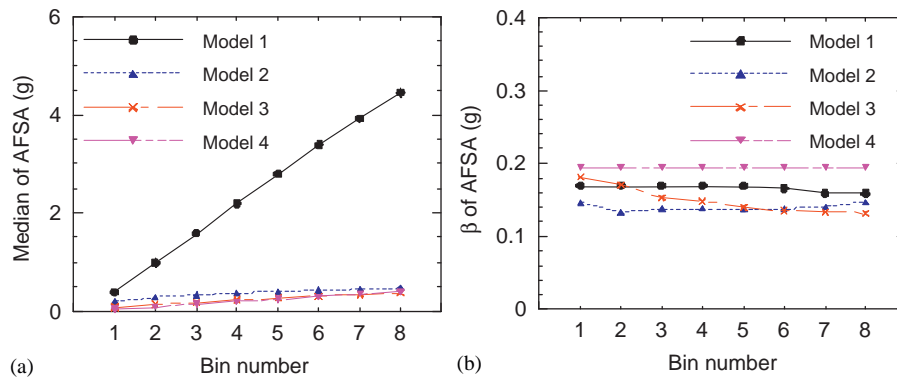 6
4
2
0
Median of AFSA (g)
Model 1
Model 2
Model 3
Model 4
1 2 3 4 5 6 7 8
Bin number
(a)
0.4
0.3
0.2
0.1
0
β of AFSA (g)
Model 1
Model 2
Model 3
Model 4
1 2 3 4 5 6 7 8
Bin number
(b)